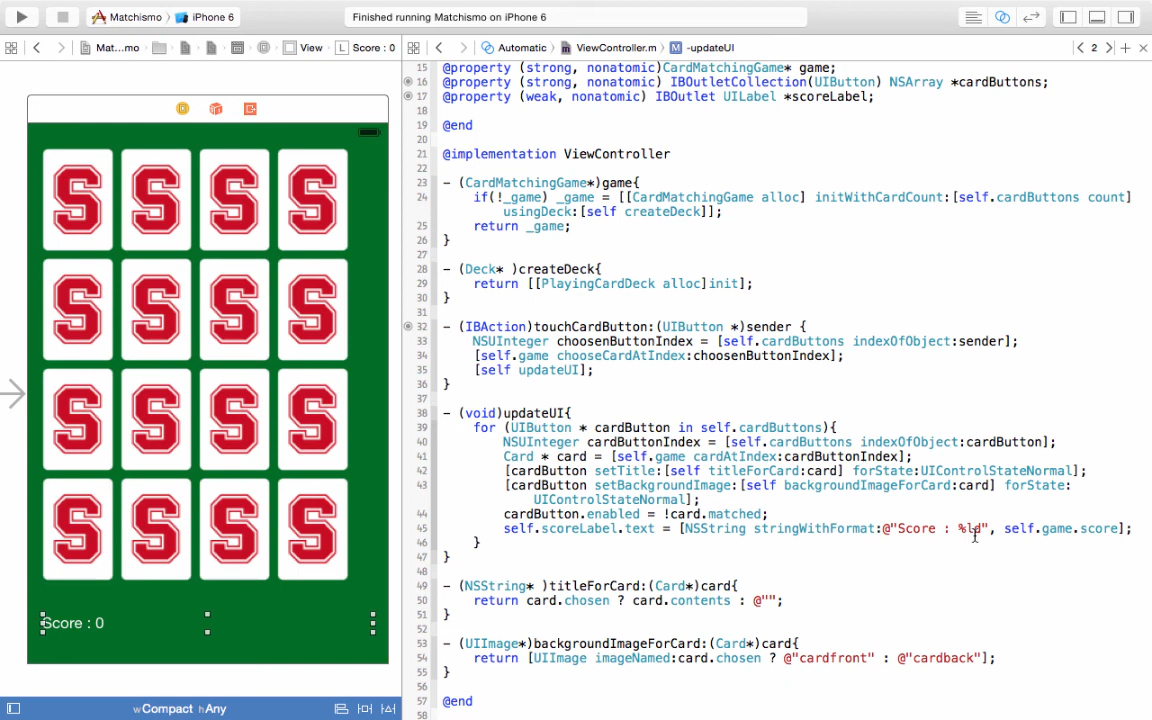 Matchismo iPhone 6 Finished running Matchismo on iPhone 6
Mat...mo View L Score : 0 Automatic ViewController.m M -updateUI 2
15 @property (strong, nonatomic)CardMatchingGame* game;
16 @property (strong, nonatomic) IBOutletCollection(UIButton) NSArray *cardButtons;
17 @property (weak, nonatomic) IBOutlet UILabel *scoreLabel;
18
19 @end
20
21 @implementation ViewController
22
23 - (CardMatchingGame*)game{
24 if(!_game) _game = [[CardMatchingGame alloc] initWithCardCount:[self.cardButtons count]
usingDeck:[self createDeck]];
25 return _game;
26 }
27
28 - (Deck* )createDeck{
29 return [[PlayingCardDeck alloc]init];
30 }
31
32 - (IBAction)touchCardButton:(UIButton *)sender {
33 NSUInteger choosenButtonIndex = [self.cardButtons indexOfObject:sender];
34 [self.game chooseCardAtIndex:choosenButtonIndex];
35 [self updateUI];
36 }
37
38 - (void)updateUI{
39 for (UIButton * cardButton in self.cardButtons){
40 NSUInteger cardButtonIndex = [self.cardButtons indexOfObject:cardButton];
41 Card * card = [self.game cardAtIndex:cardButtonIndex];
42 [cardButton setTitle:[self titleForCard:card] forState:UIControlStateNormal];
43 [cardButton setBackgroundImage:[self backgroundImageForCard:card] forState:
UIControlStateNormal];
44 cardButton.enabled = !card.matched;
45 self.scoreLabel.text = [NSString stringWithFormat:@"Score : %ld", self.game.score];
46 }
47 }
48
49 - (NSString* )titleForCard:(Card*)card{
50 return card.chosen ? card.contents : @"";
51 }
52
53 - (UIImage*)backgroundImageForCard:(Card*)card{
54 return [UIImage imageNamed:card.chosen ? @"cardfront" : @"cardback"];
55 }
56
57 @end
58
S S S S
S S S S
S S S S
S S S S
Score : 0
wCompact hAny